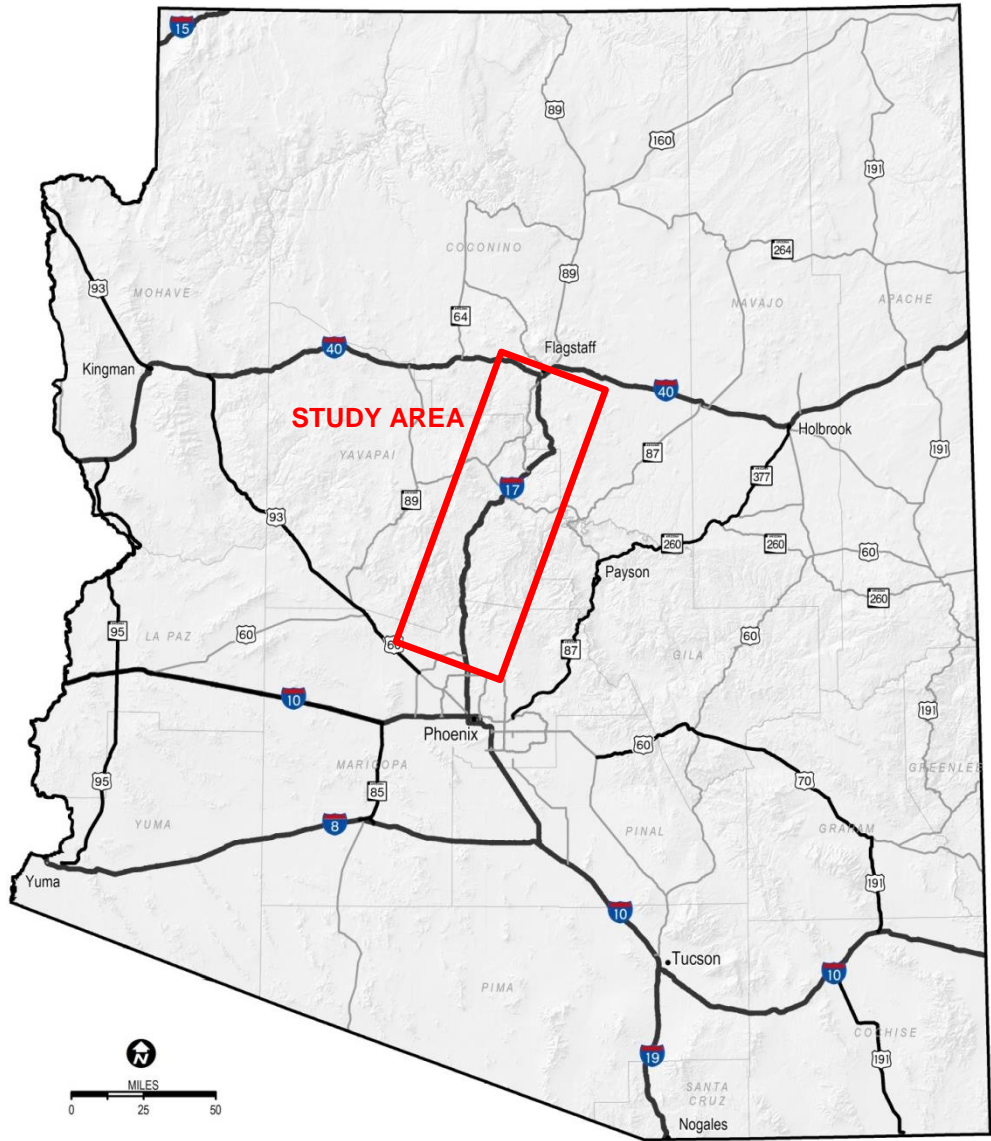 15
89
160
191
COCONINO
264
93
MOHAVE
89
NAVAJO
APACHE
64
40
Flagstaff
Kingman
40
STUDY AREA
Holbrook
YAVAPAI
87
191
17
377
89
93
260
260
60
Payson
260
95
LA PAZ
60
60
60
87
GILA
10
191
Phoenix
60
MARICOPA
70
GREENLEE
95
85
YUMA
8
PINAL
GRAHAM
Yuma
191
10
Tucson
10
PIMA
COCHISE
N
19
191
MILES
SANTA
CRUZ
0 25 50
Nogales